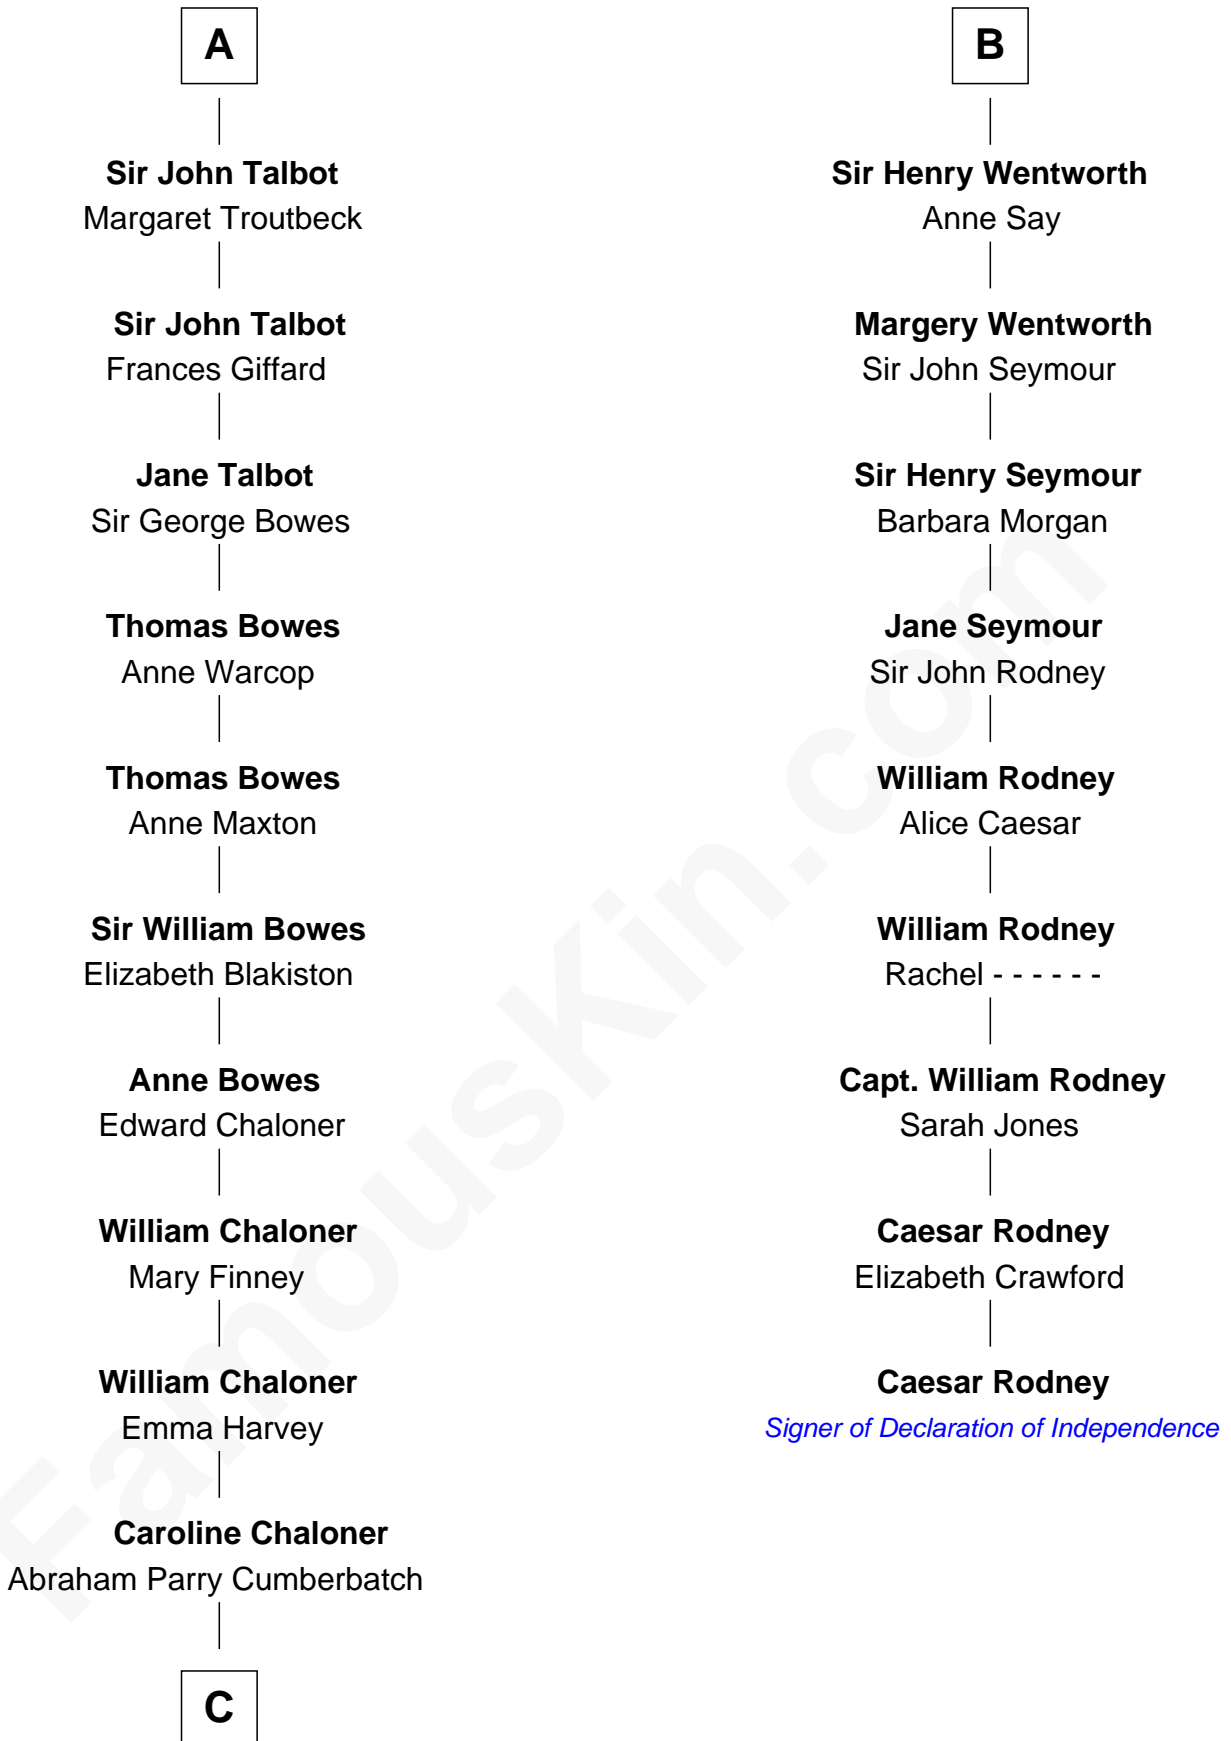 A
Sir John Talbot
Margaret Troutbeck
Sir John Talbot
Frances Giffard
Jane Talbot
Sir George Bowes
Thomas Bowes
Anne Warcop
Thomas Bowes
Anne Maxton
Sir William Bowes
Elizabeth Blakiston
Anne Bowes
Edward Chaloner
William Chaloner
Mary Finney
William Chaloner
Emma Harvey
Caroline Chaloner
Abraham Parry Cumberbatch
C
B
Sir Henry Wentworth
Anne Say
Margery Wentworth
Sir John Seymour
Sir Henry Seymour
Barbara Morgan
Jane Seymour
Sir John Rodney
William Rodney
Alice Caesar
William Rodney
Rachel - - - - - -
Capt. William Rodney
Sarah Jones
Caesar Rodney
Elizabeth Crawford
Caesar Rodney
Signer of Declaration of Independence
FamousKin.com